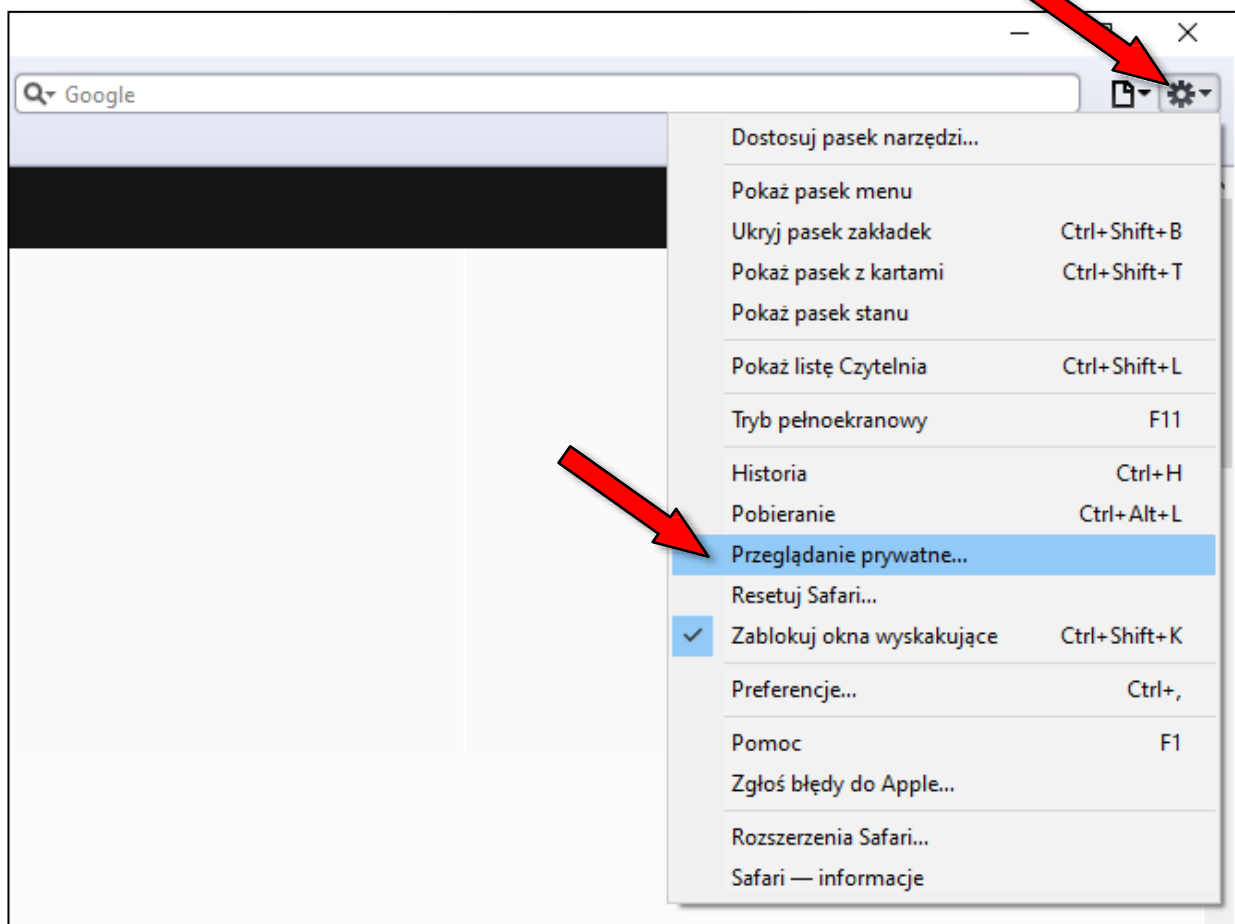 Google
Dostosuj pasek narzędzi...
Pokaż pasek menu
Ukryj pasek zakładek Ctrl+Shift+B
Pokaż pasek z kartami Ctrl+Shift+T
Pokaż pasek stanu
Pokaż listę Czytelnia Ctrl+Shift+L
Tryb pełnoekranowy F11
Historia Ctrl+H
Pobieranie Ctrl+Alt+L
Przeglądanie prywatne...
Resetuj Safari...
Zablokuj okna wyskakujące Ctrl+Shift+K
Preferencje... Ctrl+,
Pomoc F1
Zgłoś błędy do Apple...
Rozszerzenia Safari...
Safari — informacje